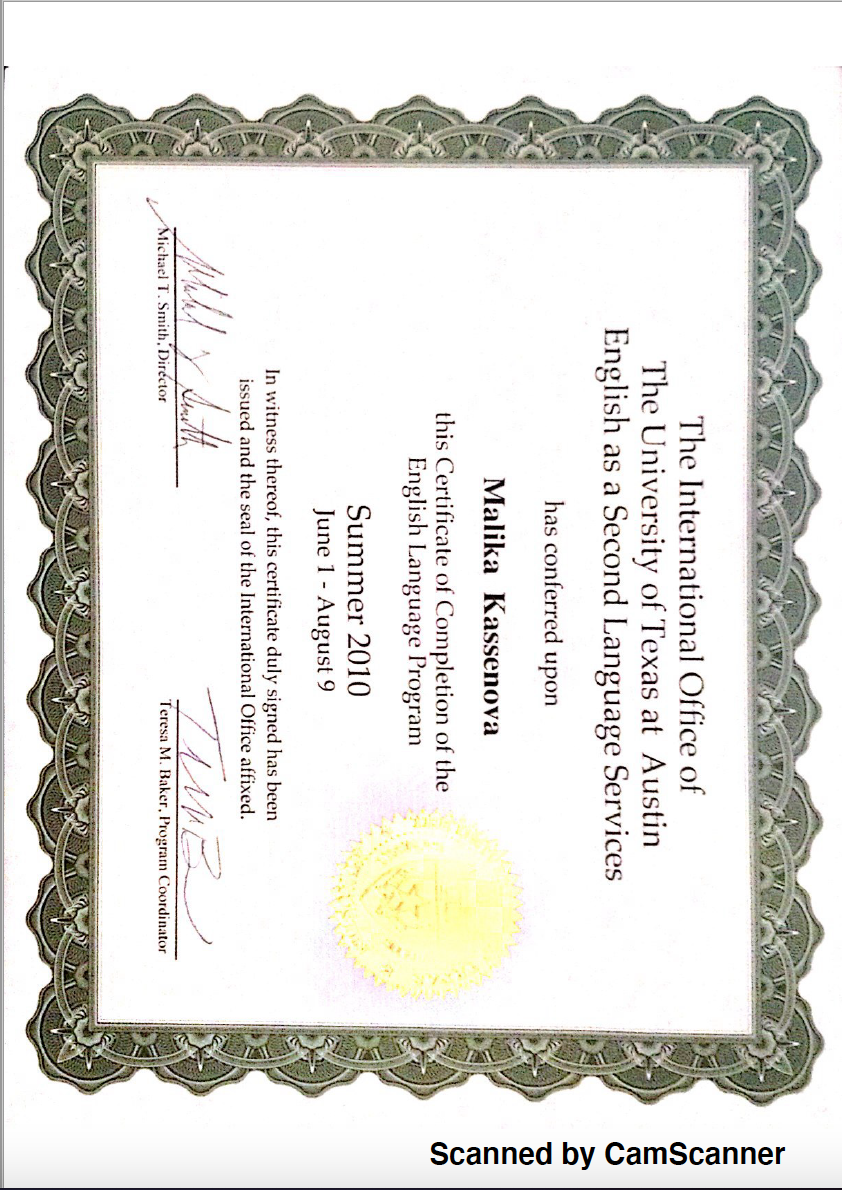 The International Office of
The University of Texas at Austin
English as a Second Language Services
has conferred upon
Malika Kassenova
this Certificate of Completion of the
English Language Program
Summer 2010
June 1 - August 9
In witness thereof, this certificate duly signed has been
issued and the seal of the International Office affixed.
Michael T. Smith, Director
Teresa M. Baker, Program Coordinator
Scanned by CamScanner